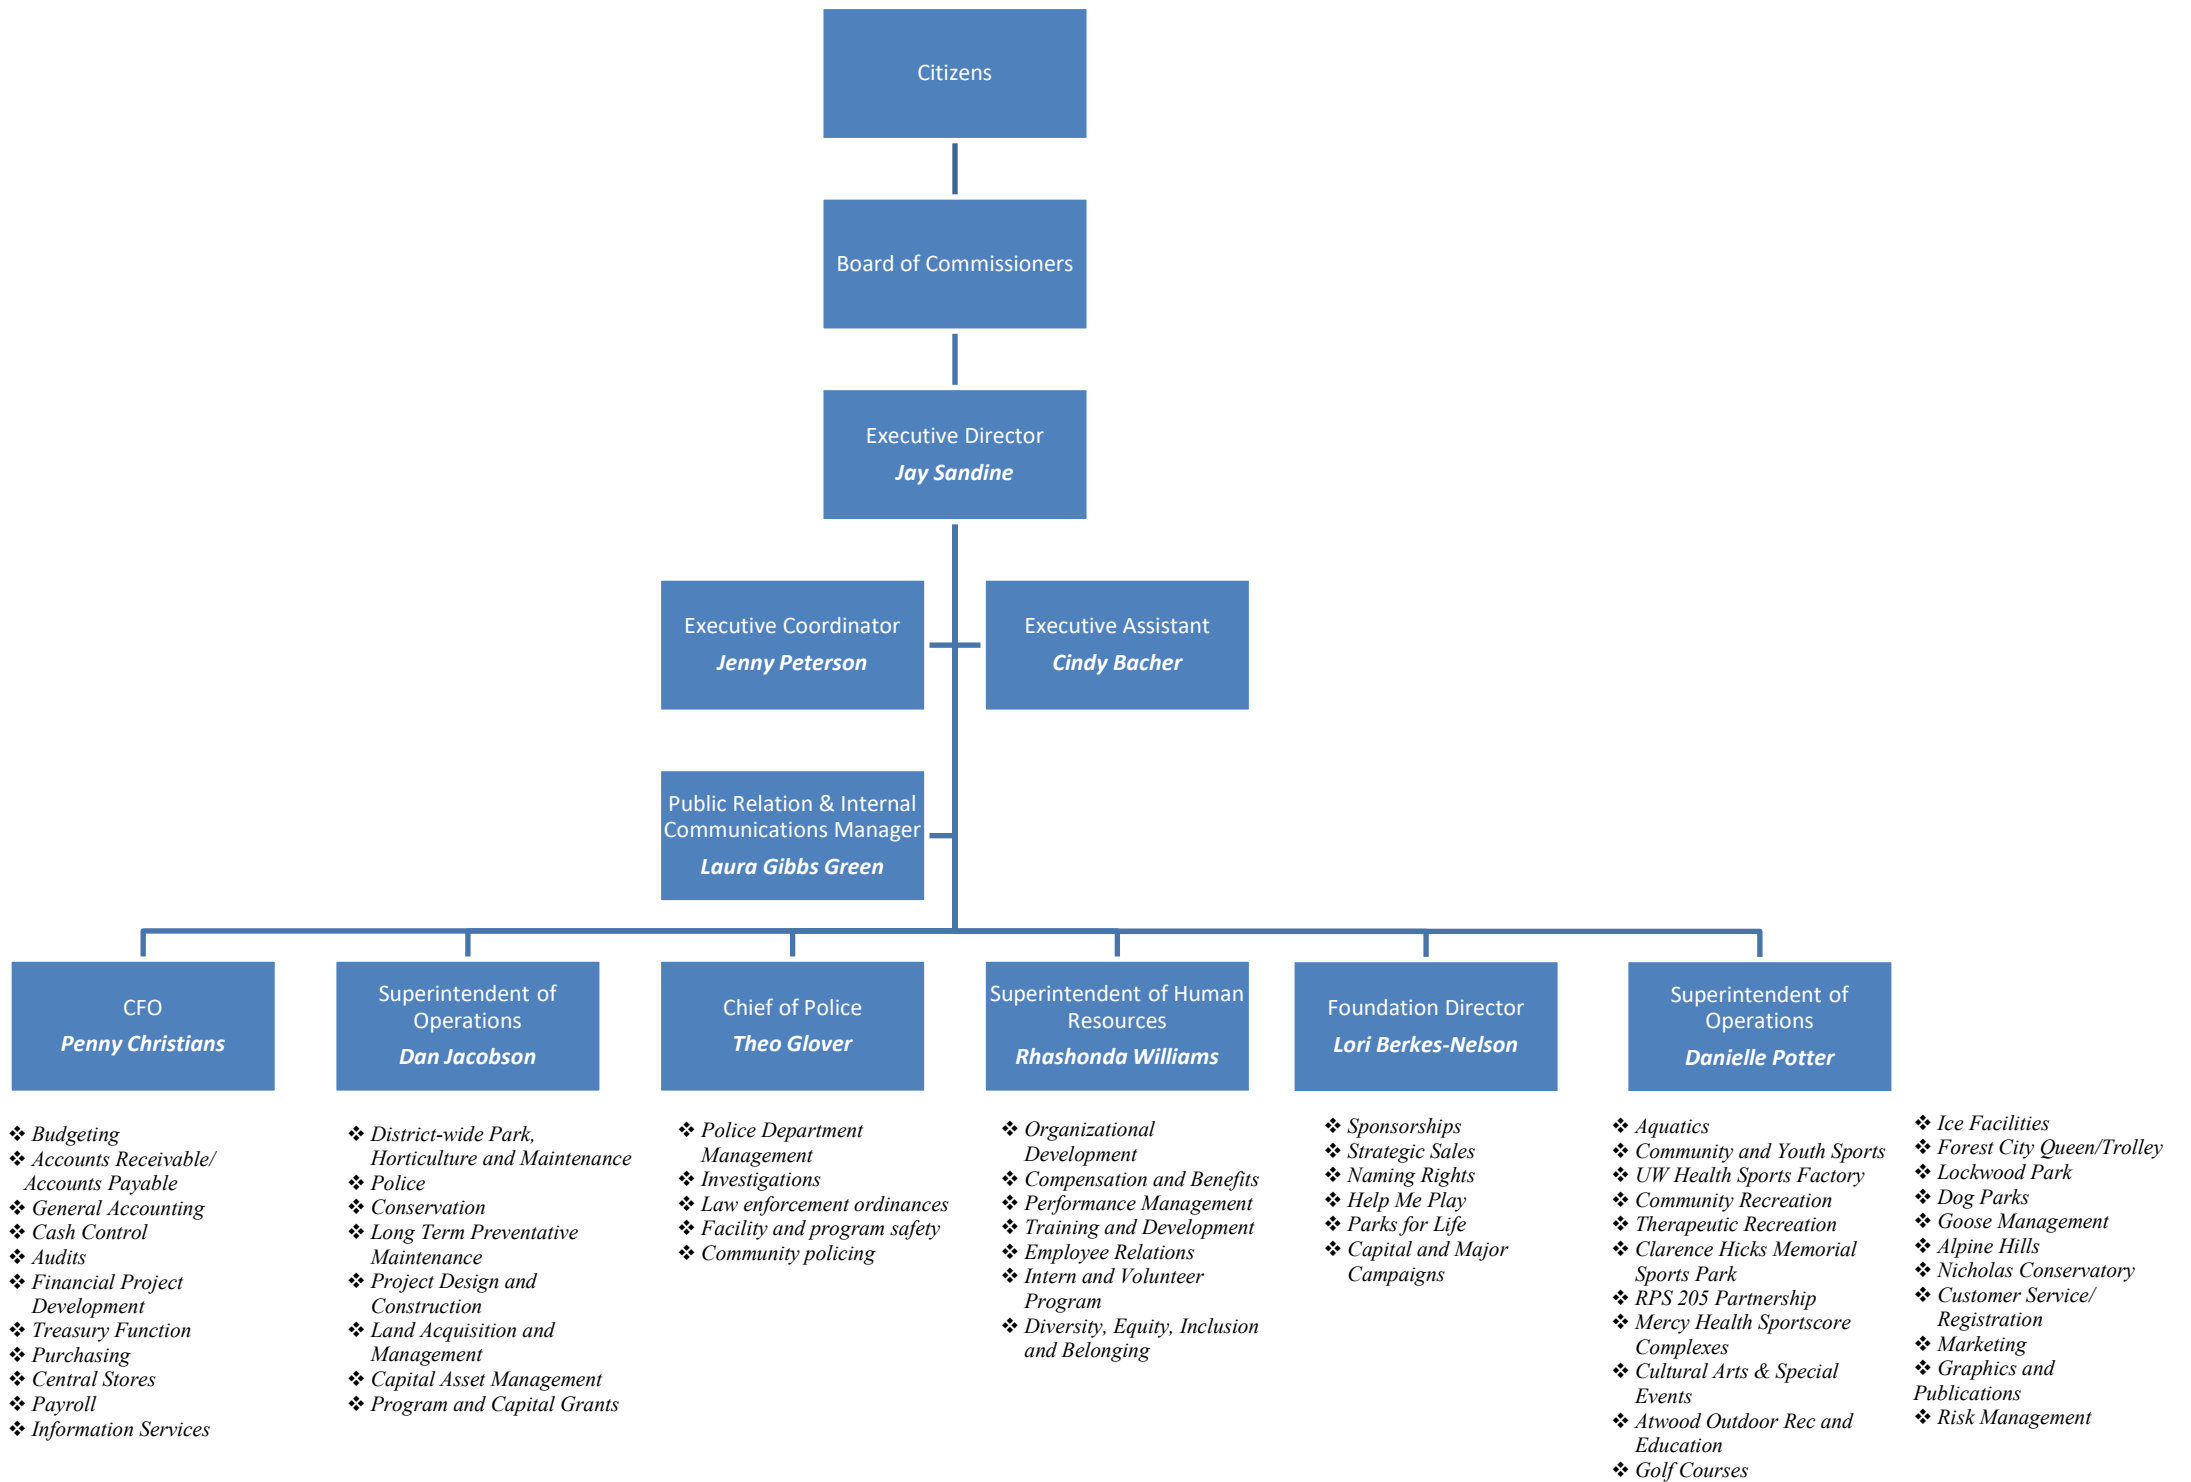 Citizens
Board of Commissioners
Executive Director
Jay Sandine
Executive Coordinator
Jenny Peterson
Executive Assistant
Cindy Bacher
Public Relation & Internal
Communications Manager
Laura Gibbs Green
CFO
Penny Christians
Superintendent of
Operations
Dan Jacobson
Chief of Police
Theo Glover
Superintendent of Human
Resources
Rhashonda Williams
Foundation Director
Lori Berkes-Nelson
Superintendent of
Operations
Danielle Potter
❖ Budgeting
❖ Accounts Receivable/
Accounts Payable
❖ General Accounting
❖ Cash Control
❖ Audits
❖ Financial Project
Development
❖ Treasury Function
❖ Purchasing
❖ Central Stores
❖ Payroll
❖ Information Services
❖ District-wide Park,
Horticulture and Maintenance
❖ Police
❖ Conservation
❖ Long Term Preventative
Maintenance
❖ Project Design and
Construction
❖ Land Acquisition and
Management
❖ Capital Asset Management
❖ Program and Capital Grants
❖ Police Department
Management
❖ Investigations
❖ Law enforcement ordinances
❖ Facility and program safety
❖ Community policing
❖ Organizational
Development
❖ Compensation and Benefits
❖ Performance Management
❖ Training and Development
❖ Employee Relations
❖ Intern and Volunteer
Program
❖ Diversity, Equity, Inclusion
and Belonging
❖ Sponsorships
❖ Strategic Sales
❖ Naming Rights
❖ Help Me Play
❖ Parks for Life
❖ Capital and Major
Campaigns
❖ Aquatics
❖ Community and Youth Sports
❖ UW Health Sports Factory
❖ Community Recreation
❖ Therapeutic Recreation
❖ Clarence Hicks Memorial
Sports Park
❖ RPS 205 Partnership
❖ Mercy Health Sportscore
Complexes
❖ Cultural Arts & Special
Events
❖ Atwood Outdoor Rec and
Education
❖ Golf Courses
❖ Ice Facilities
❖ Forest City Queen/Trolley
❖ Lockwood Park
❖ Dog Parks
❖ Goose Management
❖ Alpine Hills
❖ Nicholas Conservatory
❖ Customer Service/
Registration
❖ Marketing
❖ Graphics and
Publications
❖ Risk Management